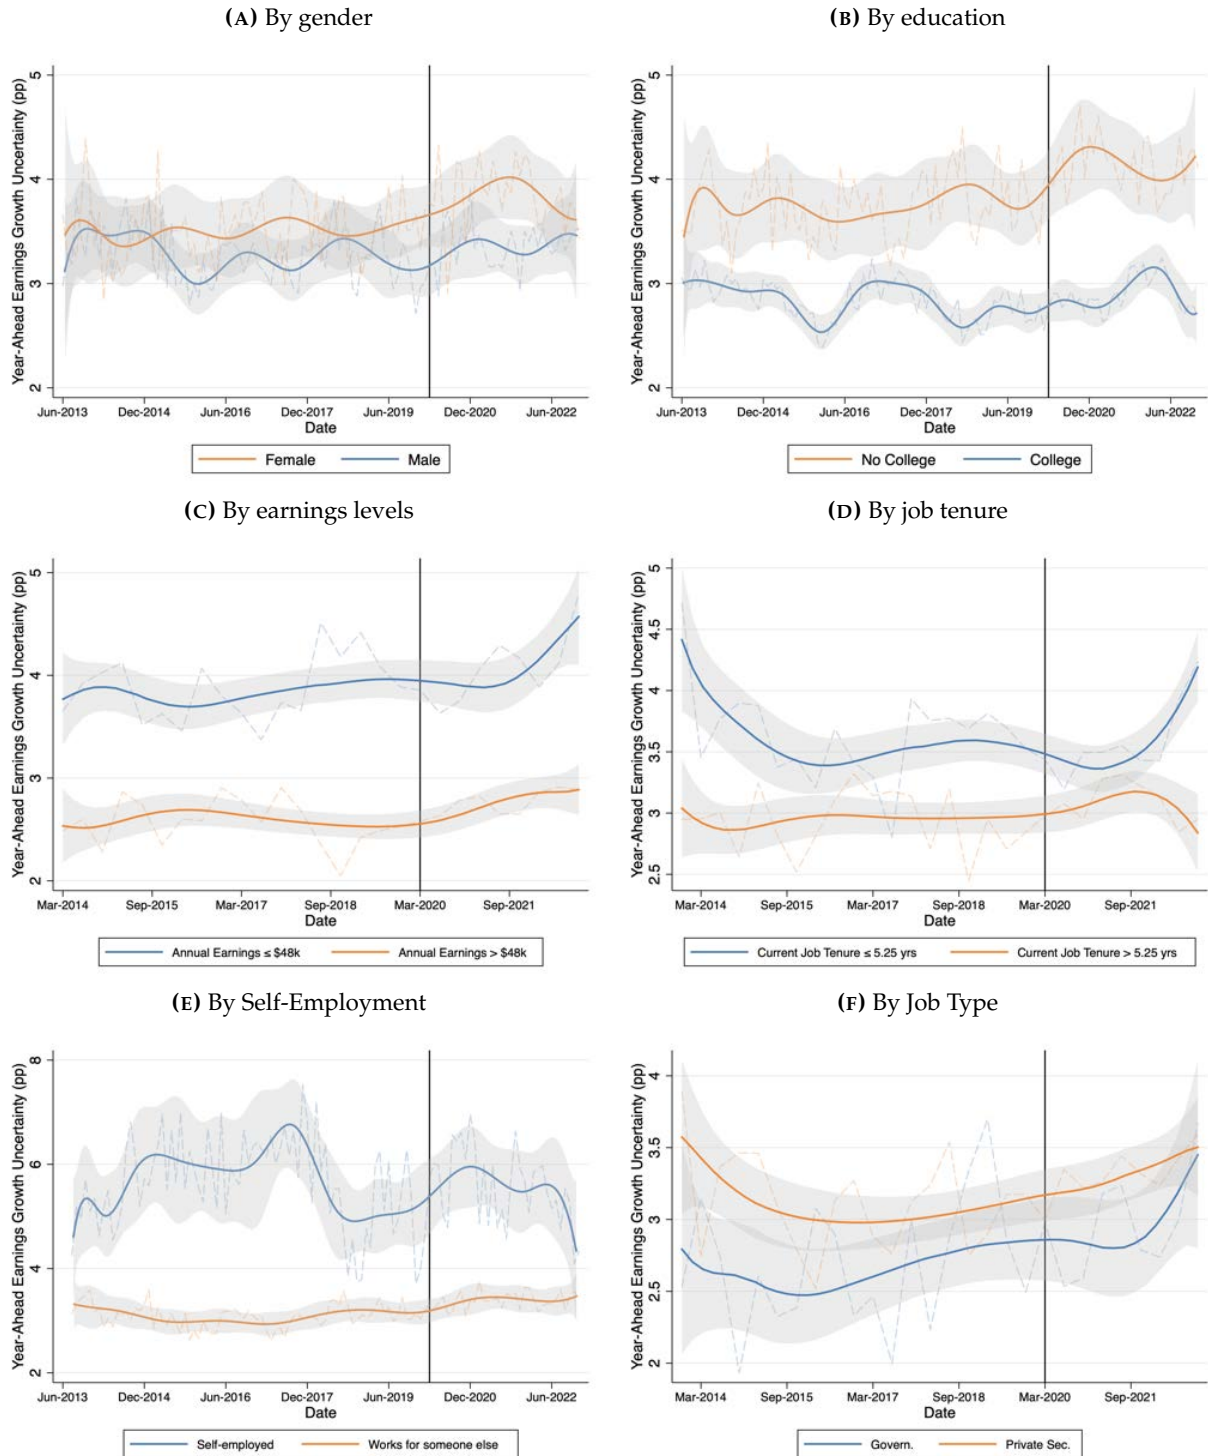 (A) By gender
Year-Ahead Earnings Growth Uncertainty (pp)
5
4
3
2
Jun-2013 Dec-2014 Jun-2016 Dec-2017 Jun-2019 Dec-2020 Jun-2022
Date
Female Male
(B) By education
Year-Ahead Earnings Growth Uncertainty (pp)
5
4
3
2
Jun-2013 Dec-2014 Jun-2016 Dec-2017 Jun-2019 Dec-2020 Jun-2022
Date
No College College
(C) By earnings levels
Year-Ahead Earnings Growth Uncertainty (pp)
5
4
3
2
Mar-2014 Sep-2015 Mar-2017 Sep-2018 Mar-2020 Sep-2021
Date
Annual Earnings ≤ $48k Annual Earnings > $48k
(D) By job tenure
Year-Ahead Earnings Growth Uncertainty (pp)
5
4.5
4
3.5
3
2.5
Mar-2014 Sep-2015 Mar-2017 Sep-2018 Mar-2020 Sep-2021
Date
Current Job Tenure ≤ 5.25 yrs Current Job Tenure > 5.25 yrs
(E) By Self-Employment
Year-Ahead Earnings Growth Uncertainty (pp)
8
6
4
2
Jun-2013 Dec-2014 Jun-2016 Dec-2017 Jun-2019 Dec-2020 Jun-2022
Date
Self-employed Works for someone else
(F) By Job Type
Year-Ahead Earnings Growth Uncertainty (pp)
4
3.5
3
2.5
2
Mar-2014 Sep-2015 Mar-2017 Sep-2018 Mar-2020 Sep-2021
Date
Govern. Private Sec.